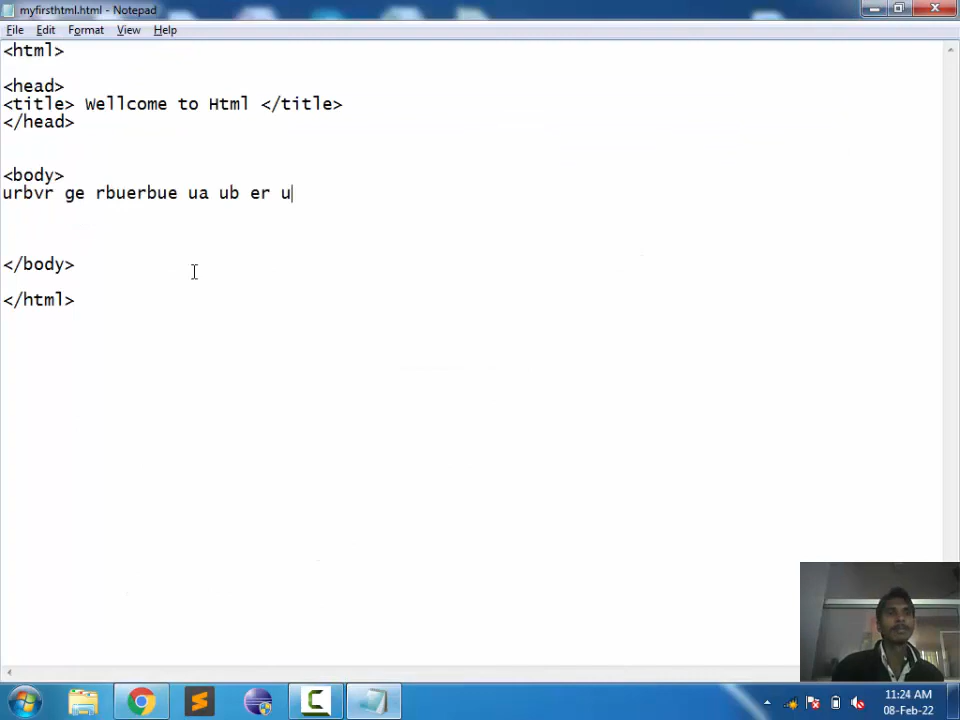 myfirsthtml.html - Notepad
File Edit Format View Help
<html>
<head>
<title> Wellcome to Html </title>
</head>
<body>
urbvr ge rbuerbue ua ub er u
</body>
</html>
11:24 AM
08-Feb-22